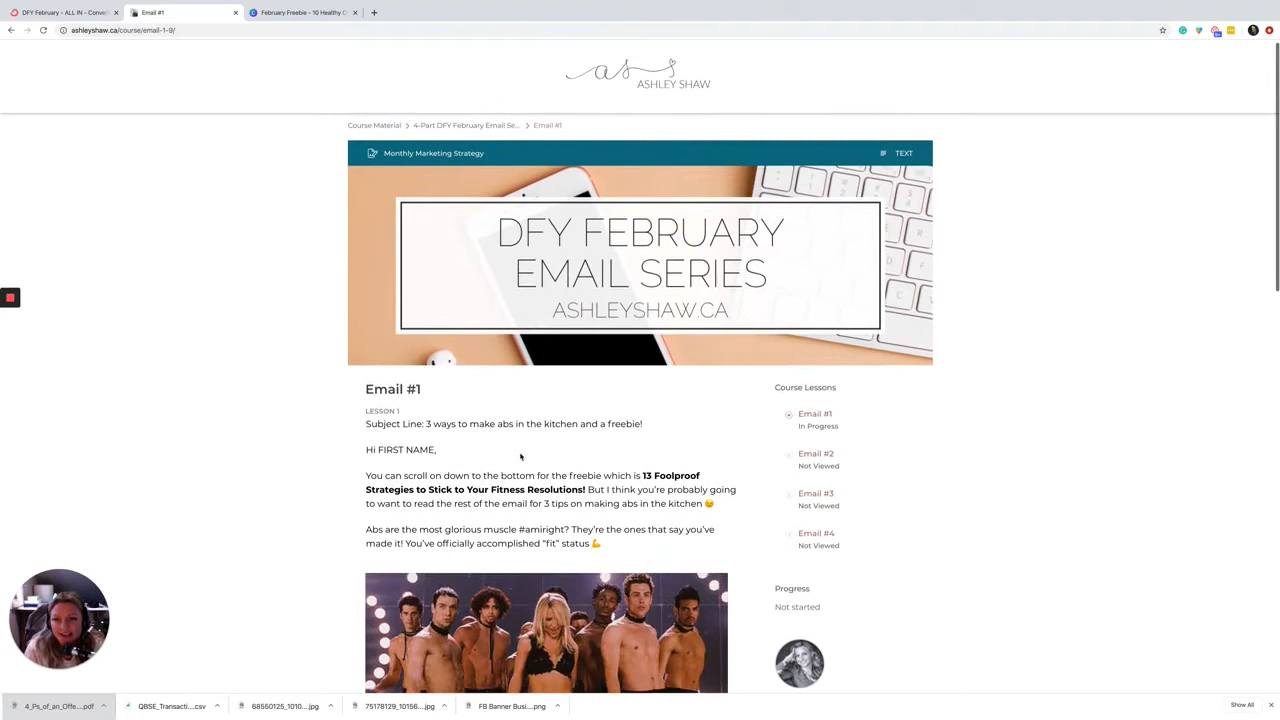 DFY February - ALL IN - Conver
Email #1
February Freebie - 10 Healthy C
ashleyshaw.ca/course/email-1-9/
ass
ASHLEY SHAW
Course Material > 4-Part DFY February Email Se... > Email #1
Monthly Marketing Strategy
TEXT
DFY FEBRUARY
EMAIL SERIES
ASHLEYSHAW.CA
Email #1
LESSON 1
Subject Line: 3 ways to make abs in the kitchen and a freebie!
Hi FIRST NAME,
You can scroll on down to the bottom for the freebie which is 13 Foolproof
Strategies to Stick to Your Fitness Resolutions! But I think you're probably going
to want to read the rest of the email for 3 tips on making abs in the kitchen 😉
Abs are the most glorious muscle #amiright? They're the ones that say you've
made it! You've officially accomplished "fit" status 💪
Course Lessons
Email #1
In Progress
Email #2
Not Viewed
Email #3
Not Viewed
Email #4
Not Viewed
Progress
Not started
4_Ps_of_an_Offe....pdf
QBSE_Transacti....csv
68550125_1010....jpg
75178129_10156....jpg
FB Banner Busi....png
Show All